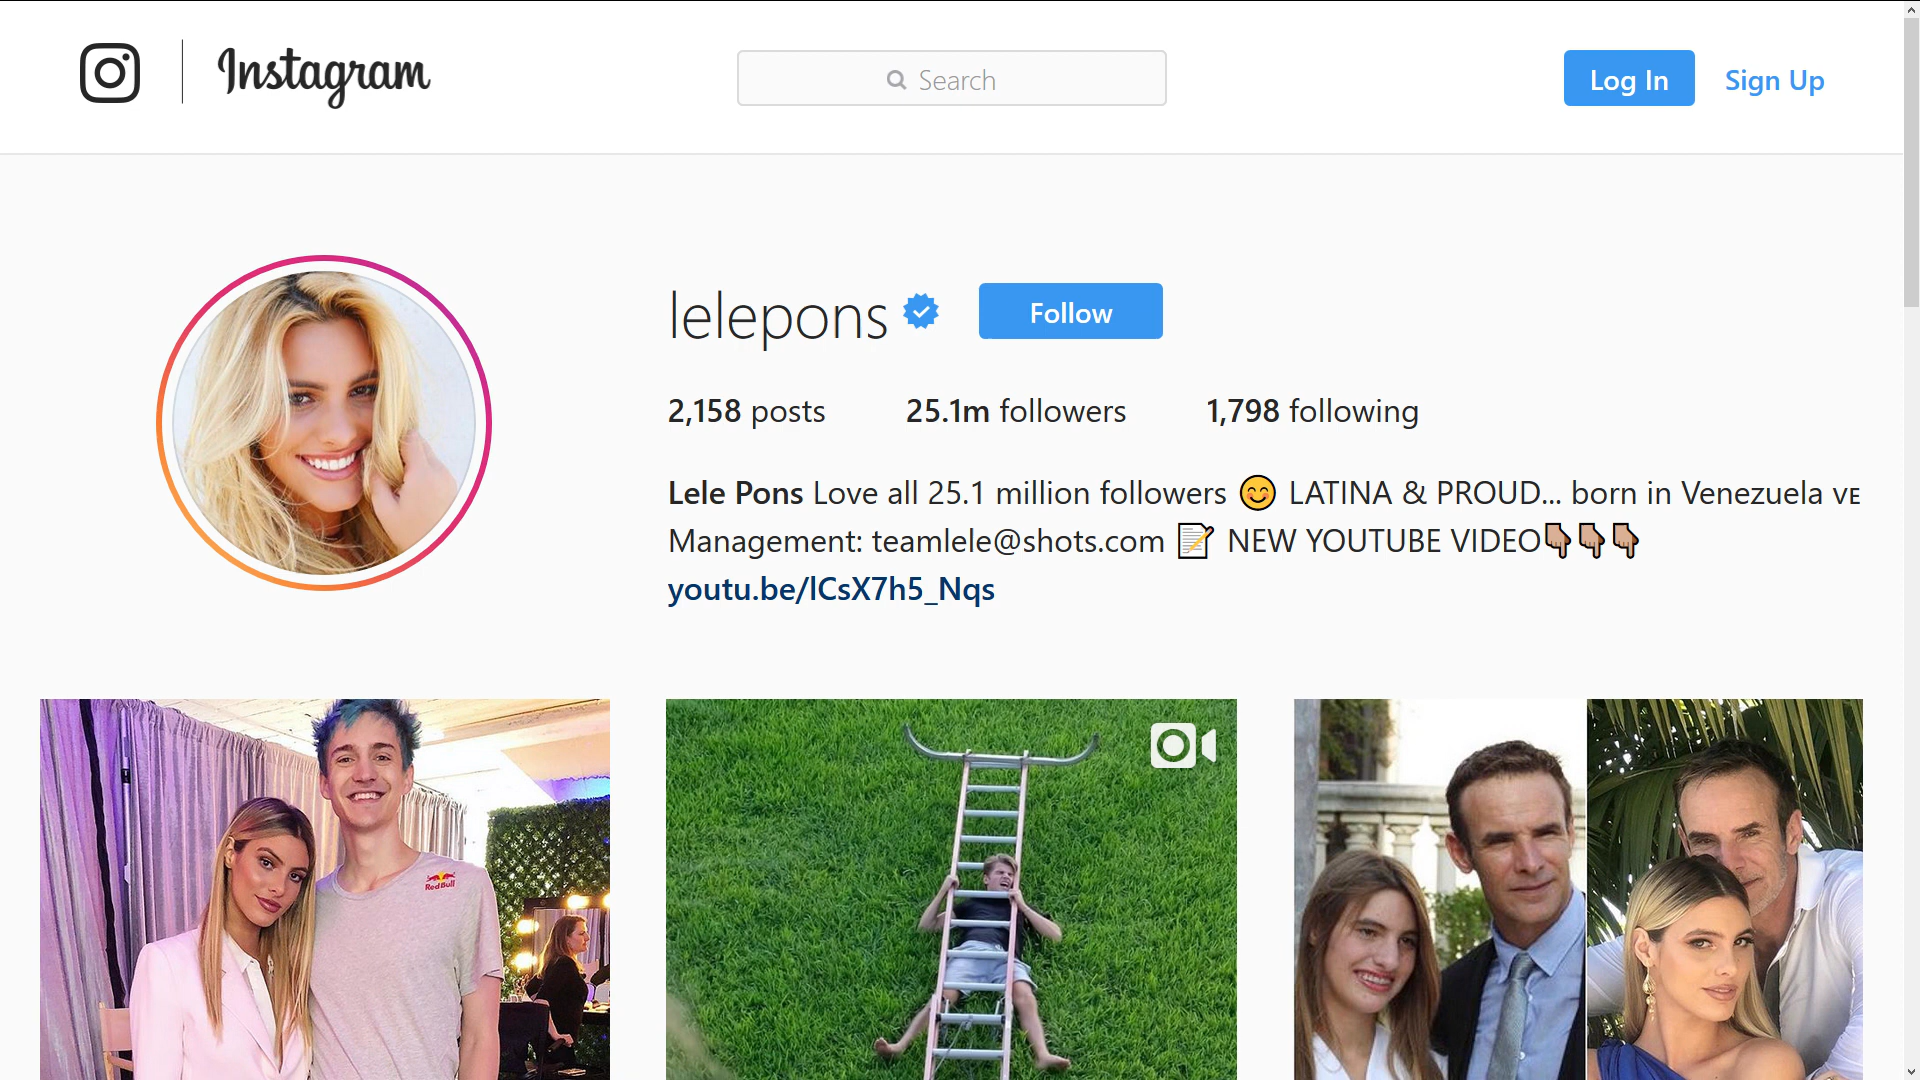 Instagram
Search
Log In
Sign Up
lelepons
Follow
2,158 posts
25.1m followers
1,798 following
Lele Pons Love all 25.1 million followers 😊 LATINA & PROUD... born in Venezuela ᴠᴇ
Management: teamlele@shots.com 📝 NEW YOUTUBE VIDEO👇🏽👇🏽👇🏽
youtu.be/lCsX7h5_Nqs
Red Bull